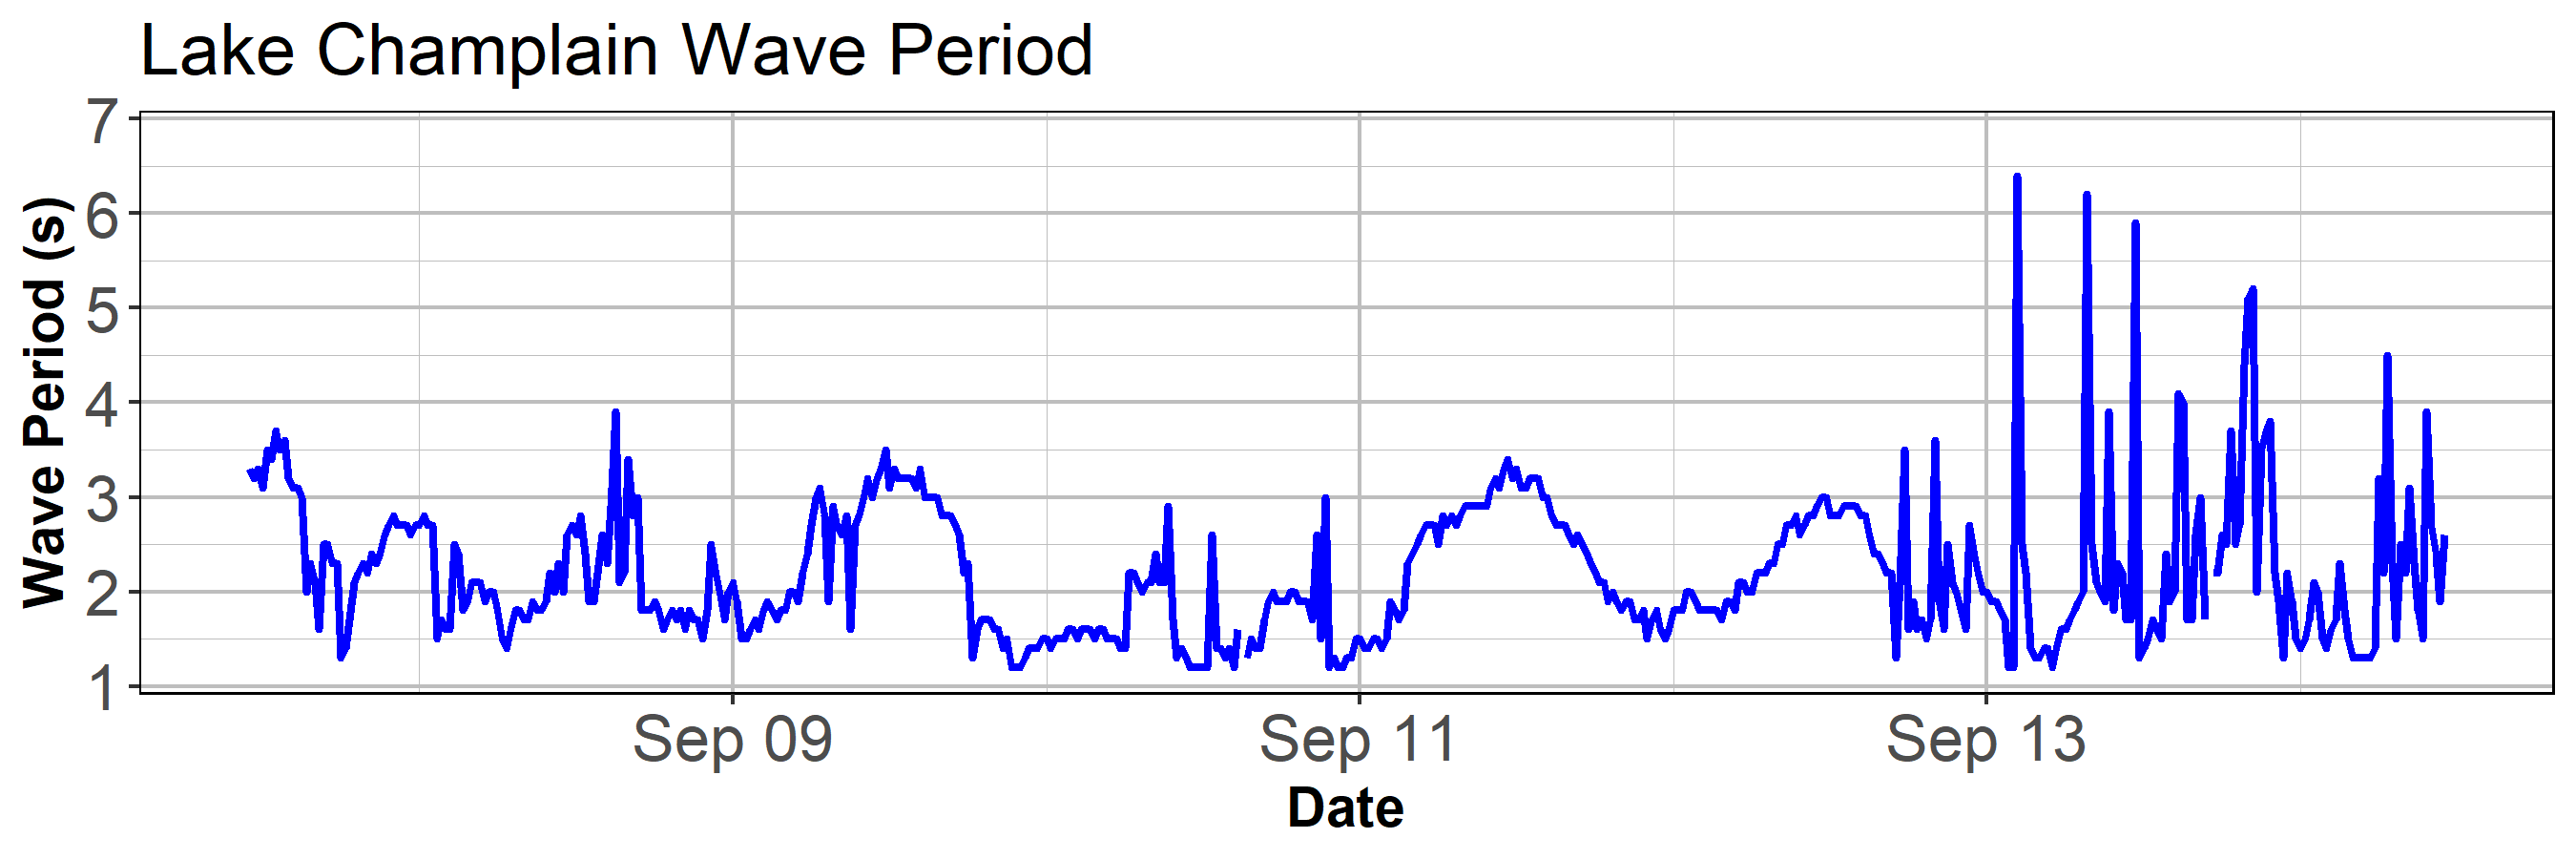 Lake Champlain Wave Period
Wave Period (s)
7
6
5
4
3
2
1
Sep 09
Sep 11
Sep 13
Date